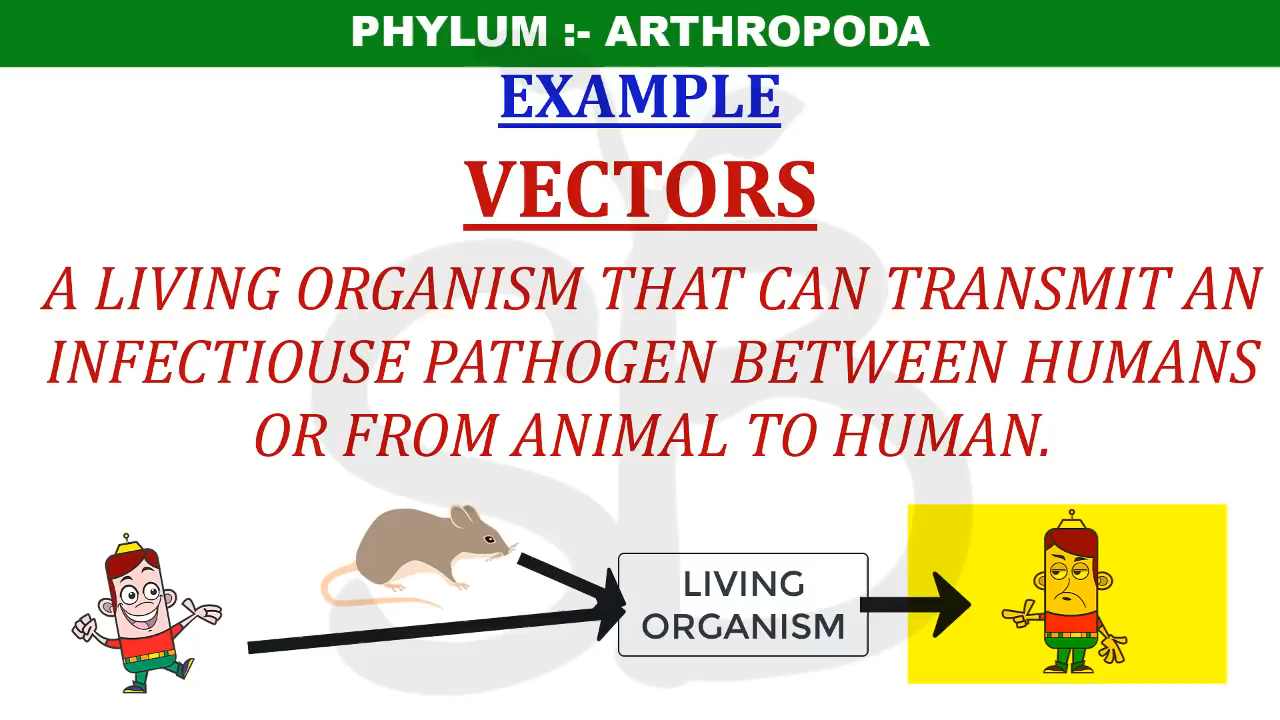 PHYLUM :- ARTHROPODA
EXAMPLE
VECTORS
A LIVING ORGANISM THAT CAN TRANSMIT AN
INFECTIOUSE PATHOGEN BETWEEN HUMANS
OR FROM ANIMAL TO HUMAN.
LIVING
ORGANISM
SB